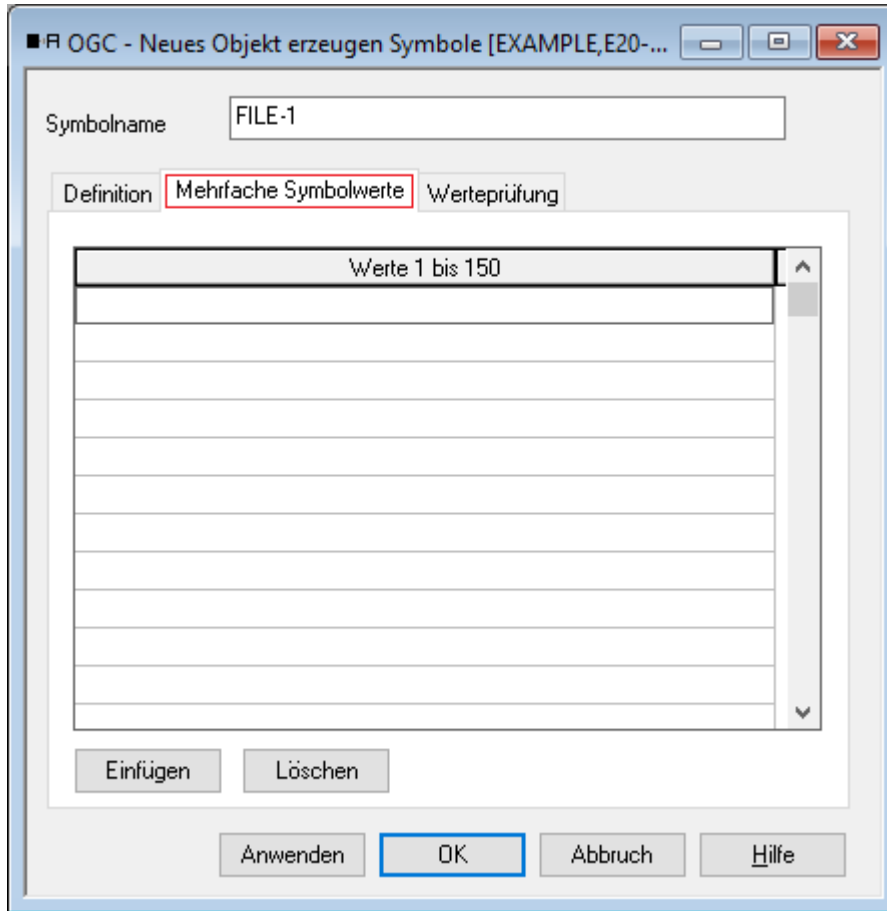 OGC - Neues Objekt erzeugen Symbole [EXAMPLE,E20-...
Symbolname FILE-1
Definition Mehrfache Symbolwerte Werteprüfung
Werte 1 bis 150
Einfügen Löschen
Anwenden OK Abbruch Hilfe